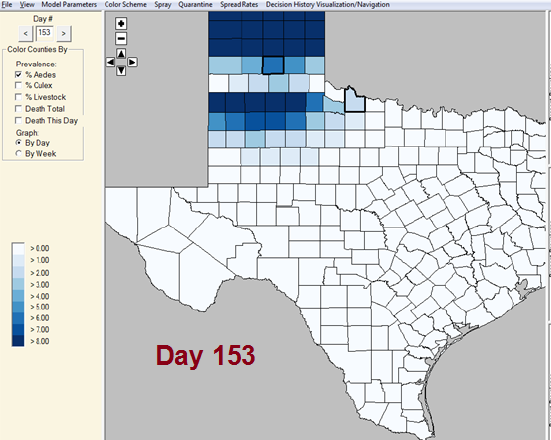 File View Model Parameters Color Scheme Spray Quarantine SpreadRates Decision History Visualization/Navigation
Day #
< 153 >
Color Counties By
Prevalence:
% Aedes
% Culex
% Livestock
Death Total
Death This Day
Graph:
By Day
By Week
> 0.00
> 1.00
> 2.00
> 3.00
> 4.00
> 5.00
> 6.00
> 7.00
> 8.00
Day 153